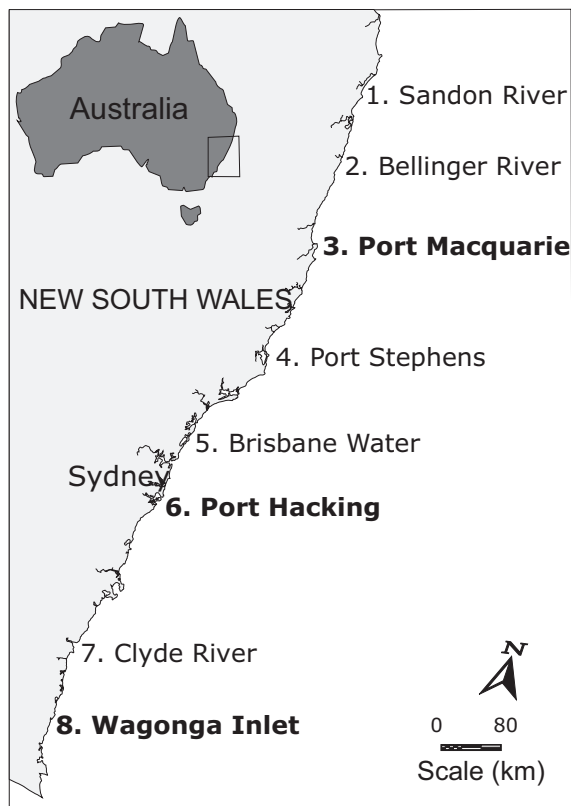 Australia
1. Sandon River
2. Bellinger River
3. Port Macquarie
NEW SOUTH WALES
4. Port Stephens
5. Brisbane Water
Sydney
6. Port Hacking
7. Clyde River
N
8. Wagonga Inlet
0 80
Scale (km)